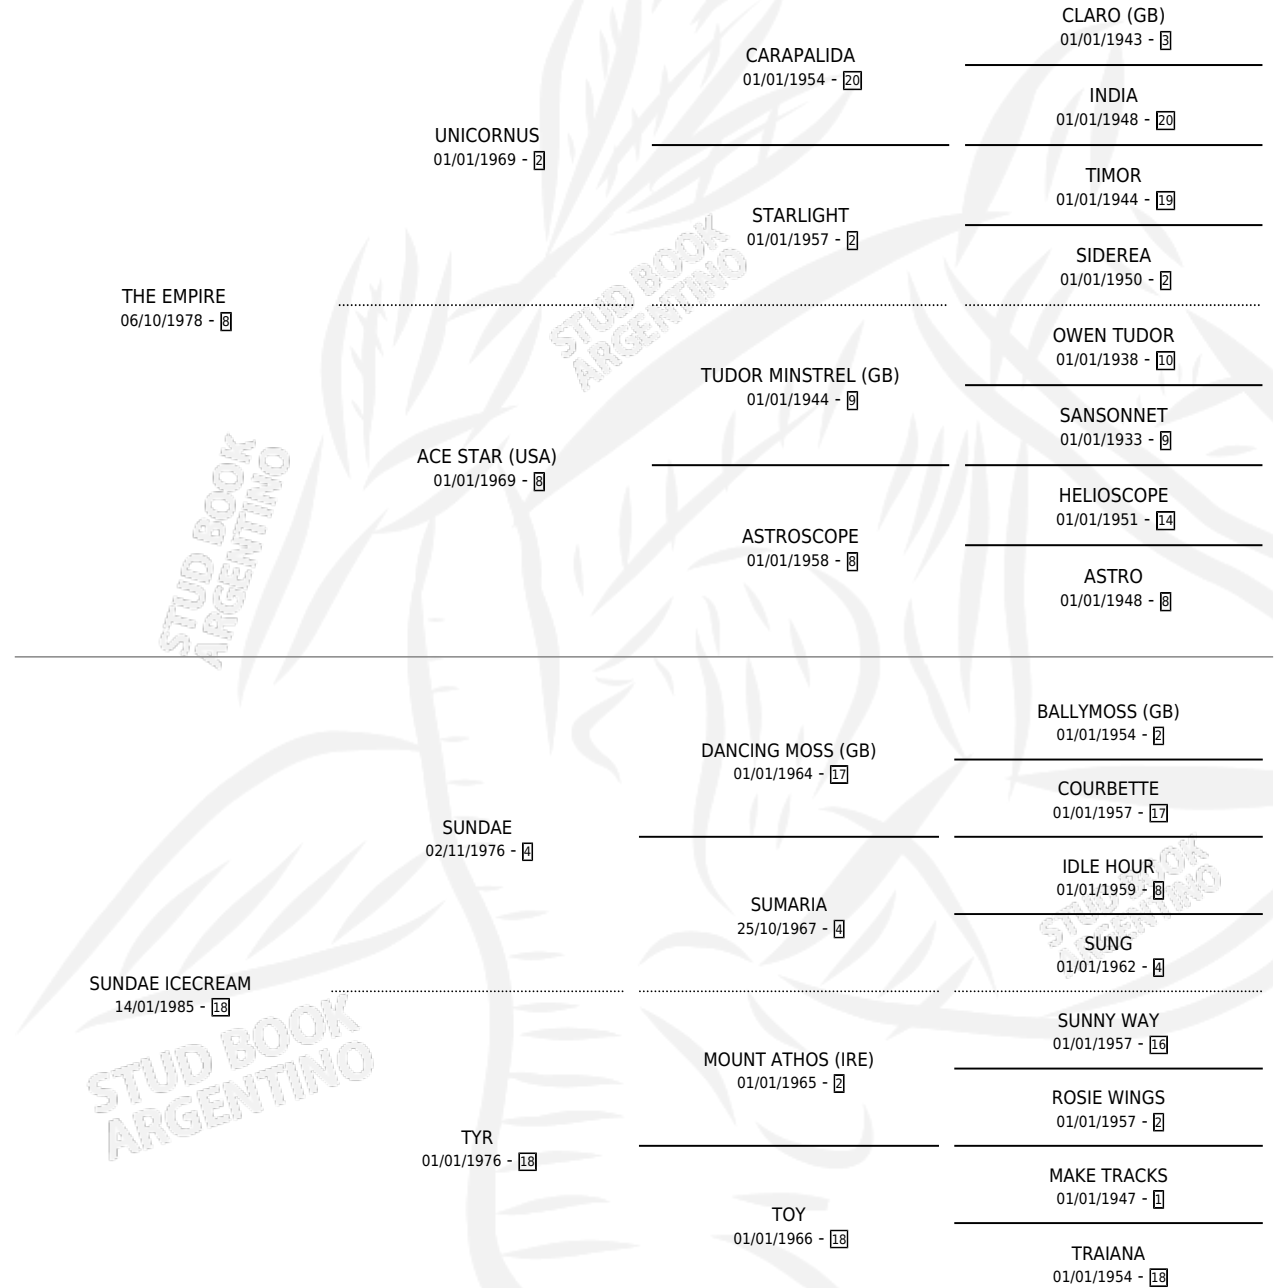 CLARO (GB)
01/01/1943 - 3
CARAPALIDA
01/01/1954 - 20
INDIA
01/01/1948 - 20
UNICORNUS
01/01/1969 - 2
TIMOR
01/01/1944 - 19
STARLIGHT
01/01/1957 - 2
SIDEREA
01/01/1950 - 2
THE EMPIRE
06/10/1978 - 8
OWEN TUDOR
01/01/1938 - 10
TUDOR MINSTREL (GB)
01/01/1944 - 9
SANSONNET
01/01/1933 - 9
ACE STAR (USA)
01/01/1969 - 8
HELIOSCOPE
01/01/1951 - 14
ASTROSCOPE
01/01/1958 - 8
ASTRO
01/01/1948 - 8
BALLYMOSS (GB)
01/01/1954 - 2
DANCING MOSS (GB)
01/01/1964 - 17
COURBETTE
01/01/1957 - 17
SUNDAE
02/11/1976 - 4
IDLE HOUR
01/01/1959 - 8
SUMARIA
25/10/1967 - 4
SUNG
01/01/1962 - 4
SUNDAE ICECREAM
14/01/1985 - 18
SUNNY WAY
01/01/1957 - 16
MOUNT ATHOS (IRE)
01/01/1965 - 2
ROSIE WINGS
01/01/1957 - 2
TYR
01/01/1976 - 18
MAKE TRACKS
01/01/1947 - 1
TOY
01/01/1966 - 18
TRAIANA
01/01/1954 - 18
STUD BOOK
ARGENTINO
STUD BOOK
ARGENTINO
STUD BOOK
ARGENTINO
STUD BOOK
ARGENTINO